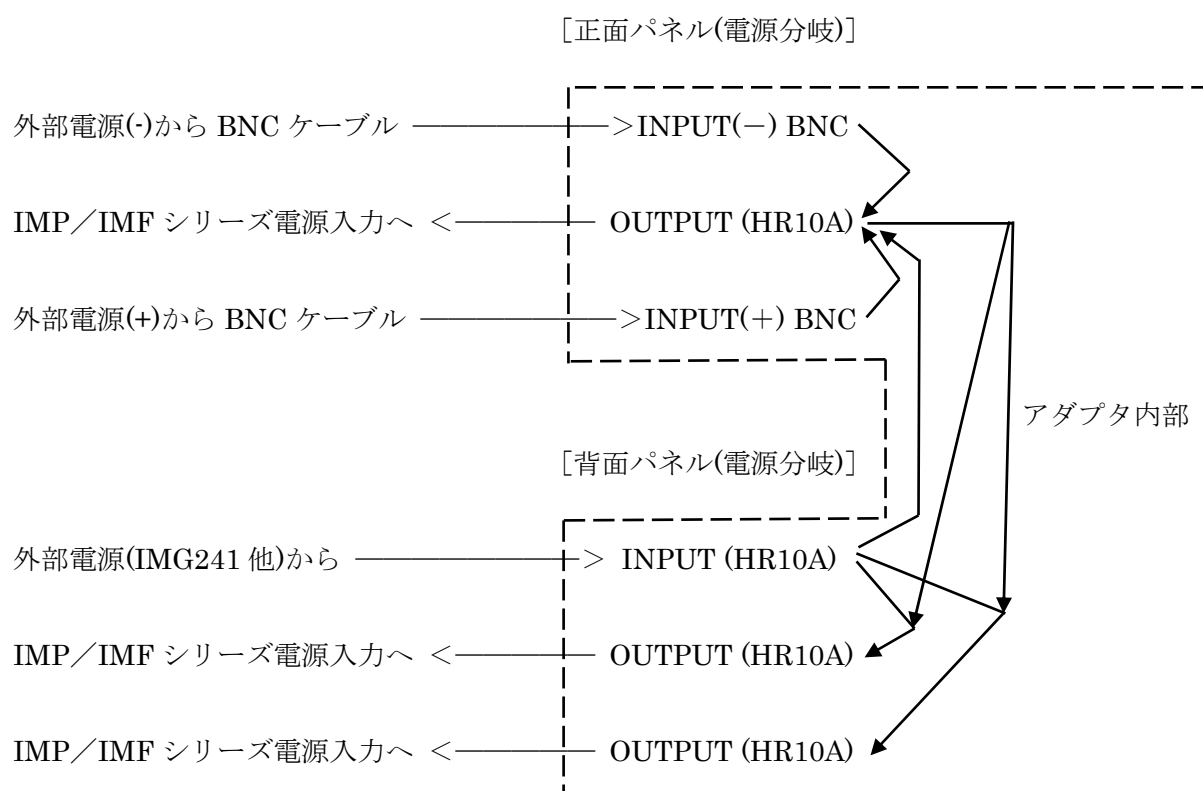 ［正面パネル(電源分岐)］
外部電源(-)から BNC ケーブル ―――――――＞INPUT(－) BNC
IMP／IMF シリーズ電源入力へ ＜――――― OUTPUT (HR10A)
外部電源(+)から BNC ケーブル ―――――――＞INPUT(＋) BNC
アダプタ内部
［背面パネル(電源分岐)］
外部電源(IMG241 他)から ――――――――＞ INPUT (HR10A)
IMP／IMF シリーズ電源入力へ ＜――――― OUTPUT (HR10A)
IMP／IMF シリーズ電源入力へ ＜――――― OUTPUT (HR10A)